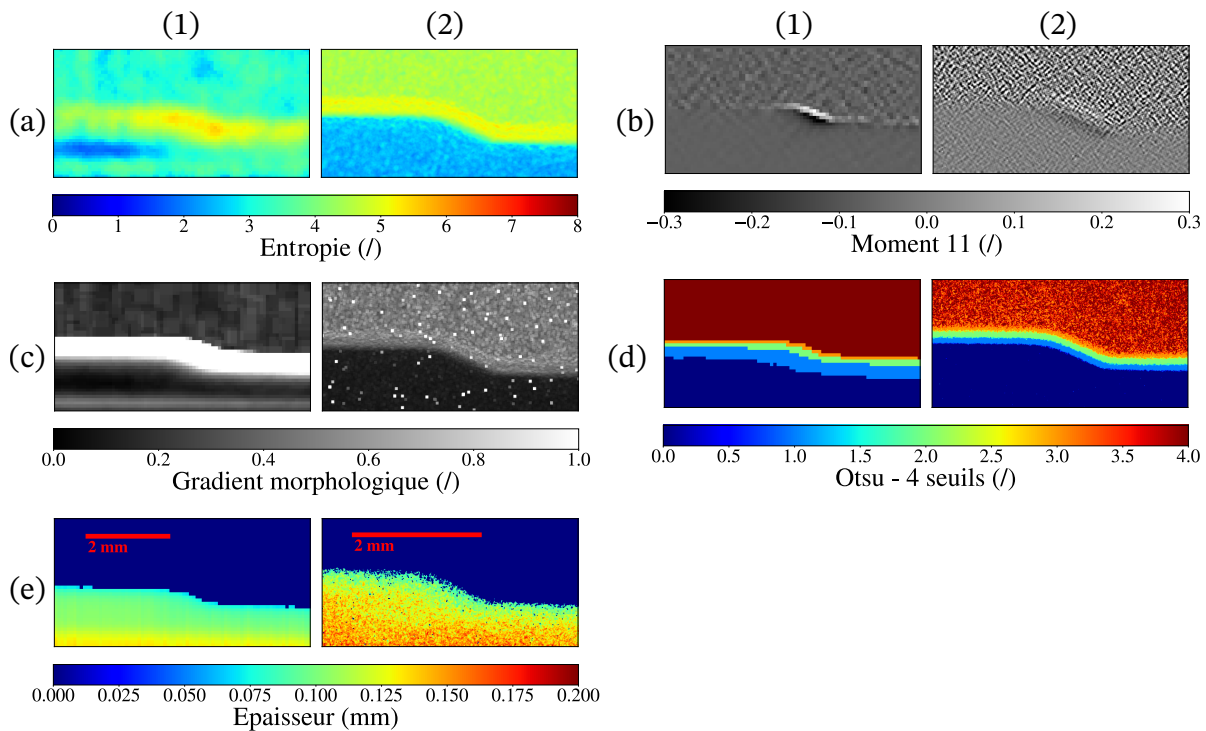 (1) (2) (1) (2)
(a) (b)
0 1 2 3 4 5 6 7 8
Entropie (/)
−0.3 −0.2 −0.1 0.0 0.1 0.2 0.3
Moment 11 (/)
(c) (d)
0.0 0.2 0.4 0.6 0.8 1.0
Gradient morphologique (/)
0.0 0.5 1.0 1.5 2.0 2.5 3.0 3.5 4.0
Otsu - 4 seuils (/)
2 mm 2 mm
(e)
0.000 0.025 0.050 0.075 0.100 0.125 0.150 0.175 0.200
Epaisseur (mm)